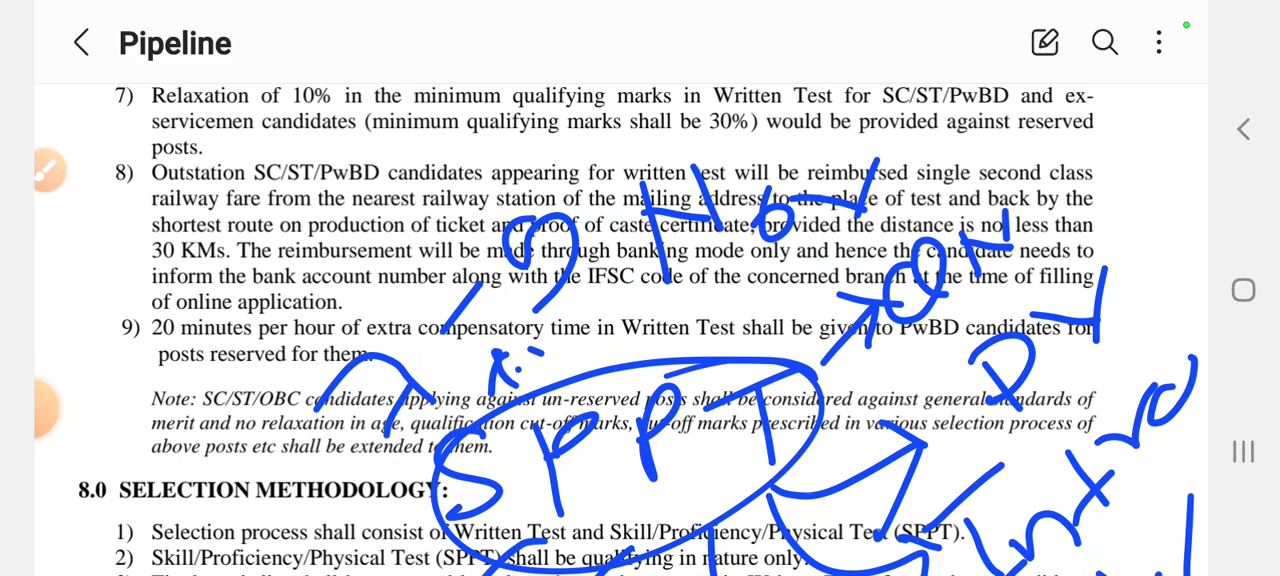 Pipeline
7) Relaxation of 10% in the minimum qualifying marks in Written Test for SC/ST/PwBD and ex-
servicemen candidates (minimum qualifying marks shall be 30%) would be provided against reserved
posts.
8) Outstation SC/ST/PwBD candidates appearing for written test will be reimbursed single second class
railway fare from the nearest railway station of the mailing address to the place of test and back by the
shortest route on production of ticket and proof of caste certificate, provided the distance is not less than
30 KMs. The reimbursement will be made through banking mode only and hence the candidate needs to
inform the bank account number along with the IFSC code of the concerned branch at the time of filling
of online application.
9) 20 minutes per hour of extra compensatory time in Written Test shall be given to PwBD candidates for
posts reserved for them.
Note: SC/ST/OBC candidates applying against un-reserved posts shall be considered against general standards of
merit and no relaxation in age, qualification cut-off marks, cut-off marks prescribed in various selection process of
above posts etc shall be extended to them.
SPPT
8.0 SELECTION METHODOLOGY:
1) Selection process shall consist of Written Test and Skill/Proficiency/Physical Test (SPPT).
2) Skill/Proficiency/Physical Test (SPPT) shall be qualifying in nature only.